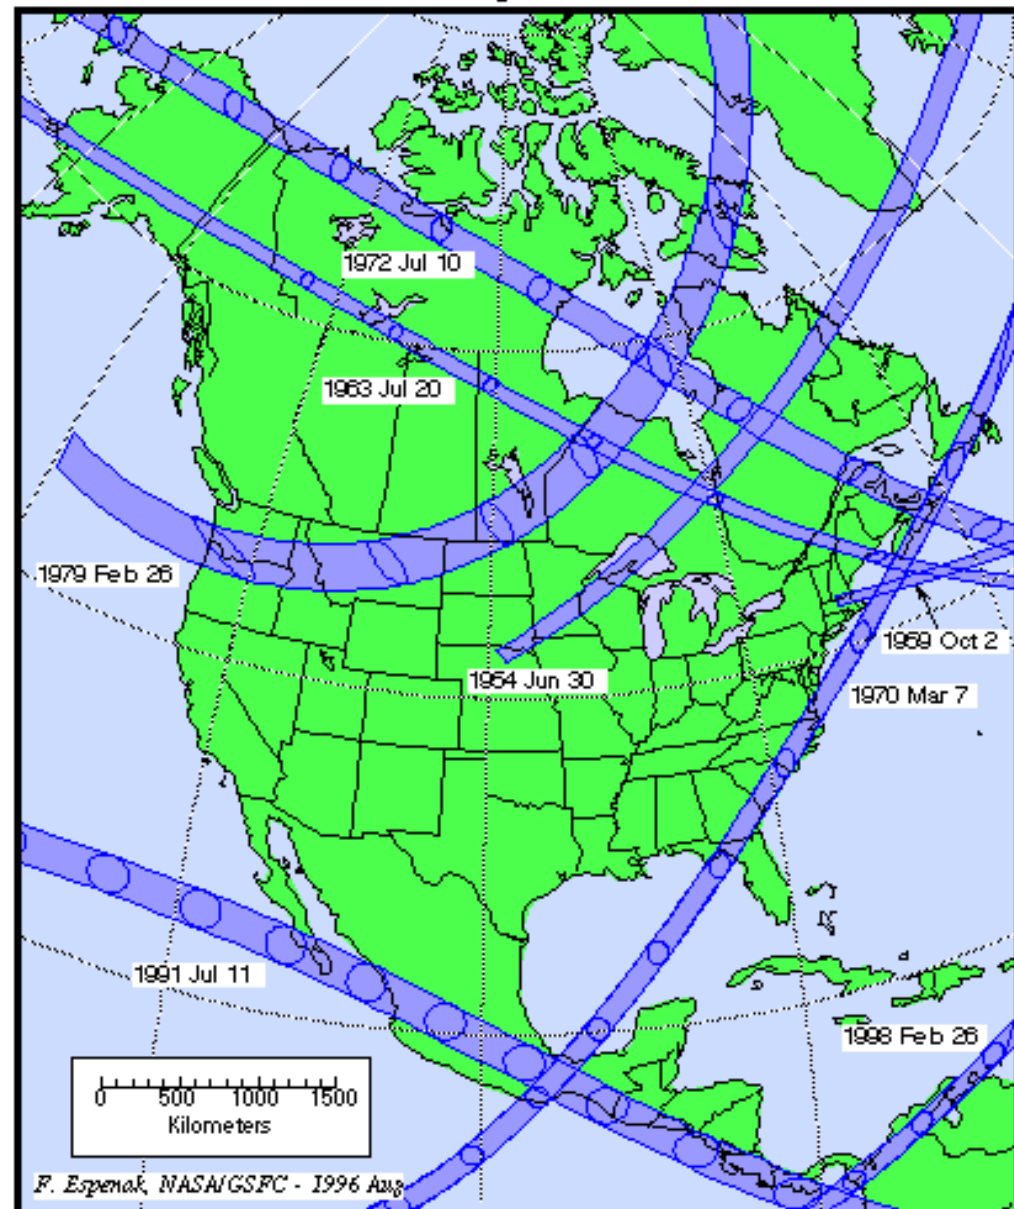 1972 Jul 10
1963 Jul 20
1979 Feb 26
1959 Oct 2
1954 Jun 30
1970 Mar 7
1991 Jul 11
1998 Feb 26
0 500 1000 1500
Kilometers
F. Espenak, NASA/GSFC - 1996 Aug